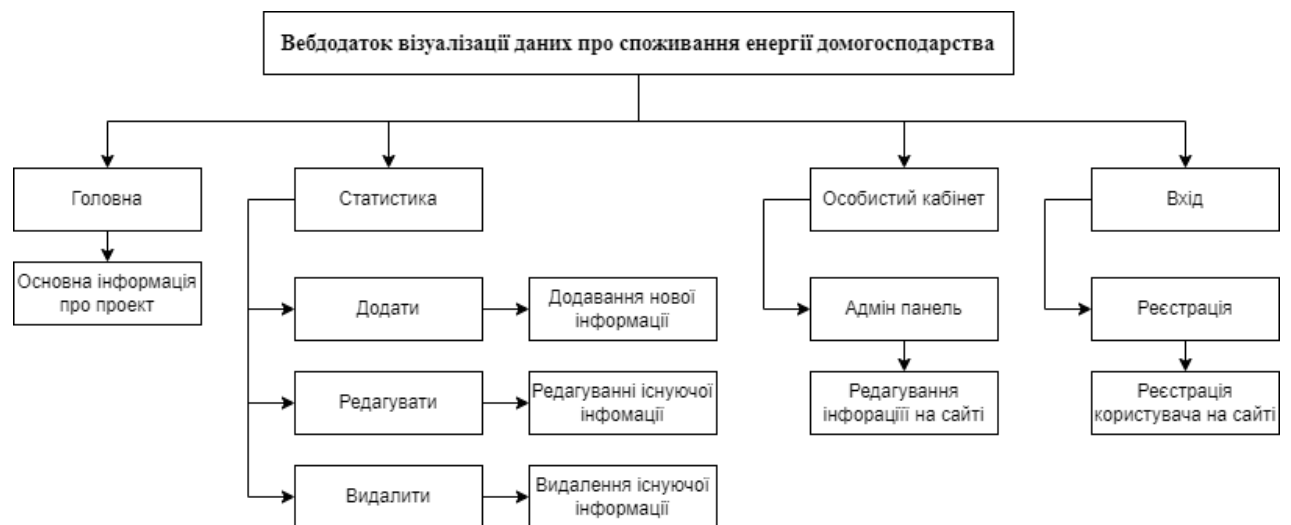 Вебдодаток візуалізації даних про споживання енергії домогосподарства
Головна
Статистика
Особистий кабінет
Вхід
Основна інформація
про проект
Додати
Додавання нової
інформації
Адмін панель
Реєстрація
Редагувати
Редагуванні існуючої
інфомації
Редагування
інфораціїї на сайті
Реєстрація
користувача на сайті
Видалити
Видалення існуючої
інформації